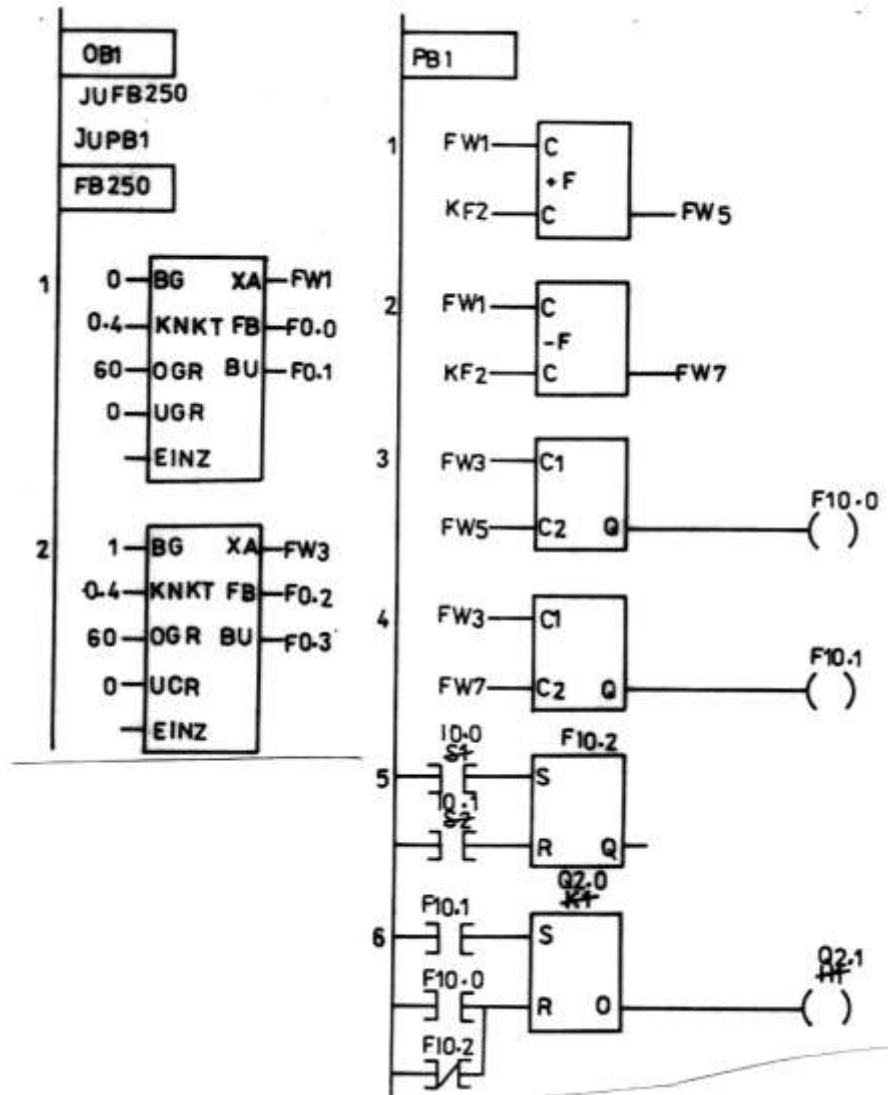 OB1
JUFB250
JUPB1
FB250
1
0 BG XA FW1
0.4 KNKT FB F0.0
60 OGR BU F0.1
0 UGR
EINZ
2
1 BG XA FW3
0.4 KNKT FB F0.2
60 OGR BU F0.3
0 UCR
EINZ
PB1
1
FW1 C
+F
KF2 C FW5
2
FW1 C
-F
KF2 C FW7
3
FW3 C1
F10.0
FW5 C2 Q ( )
4
FW3 C1
F10.1
FW7 C2 Q ( )
I0.0
S1
F10.2
5
S
I0.1
S2
R Q
Q2.0
K1
F10.1
6
S
F10.0
Q2.1
R O ( )
F10.2